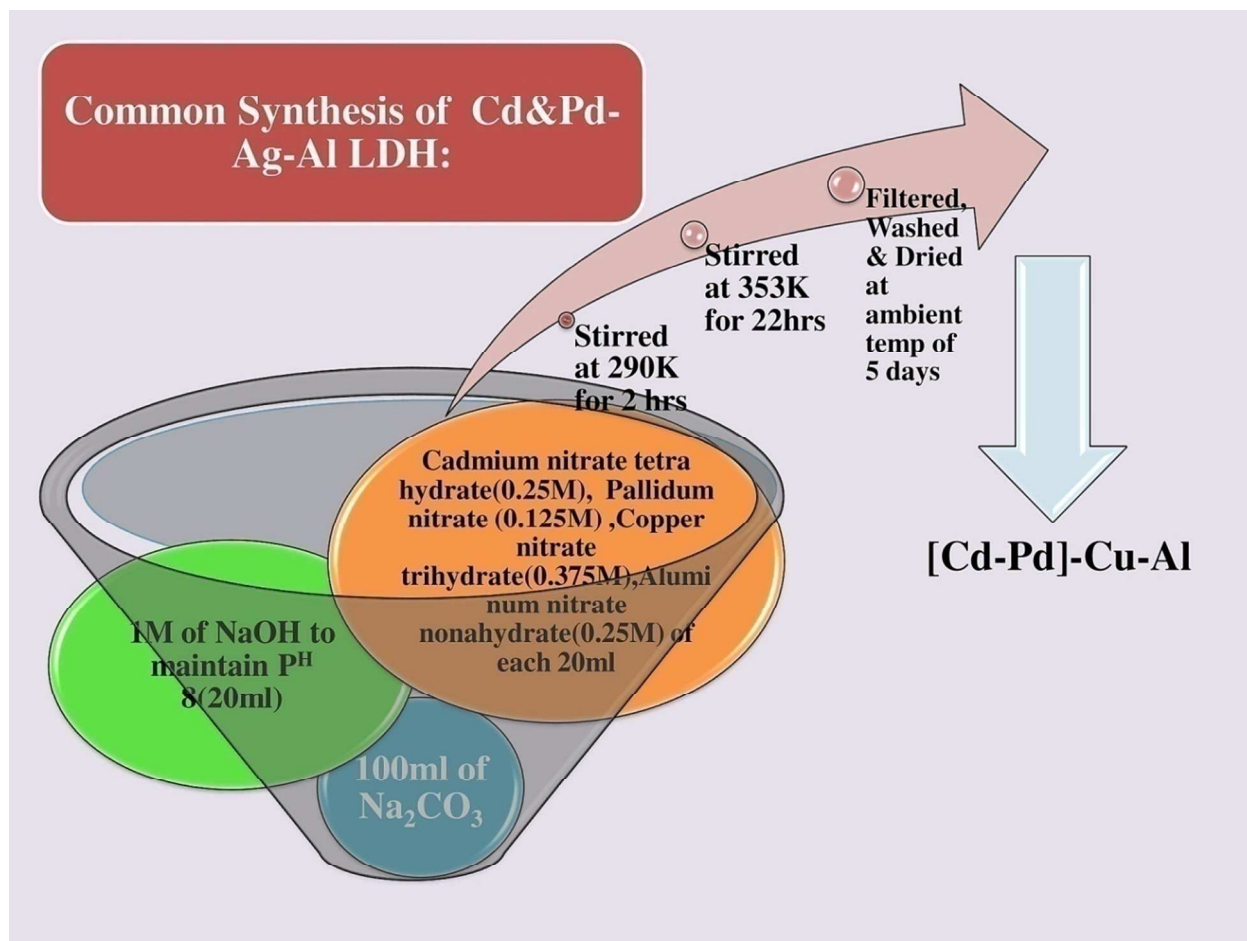 Common Synthesis of Cd&Pd-
Ag-Al LDH:
Filtered,
Washed
& Dried
at
ambient
temp of
5 days
Stirred
at 353K
for 22hrs
Stirred
at 290K
for 2 hrs
Cadmium nitrate tetra
hydrate(0.25M), Pallidum
nitrate (0.125M) ,Copper
nitrate
trihydrate(0.375M),Alumi
num nitrate
nonahydrate(0.25M) of
each 20ml
[Cd-Pd]-Cu-Al
1M of NaOH to
maintain Pᴴ
8(20ml)
100ml of
Na₂CO₃